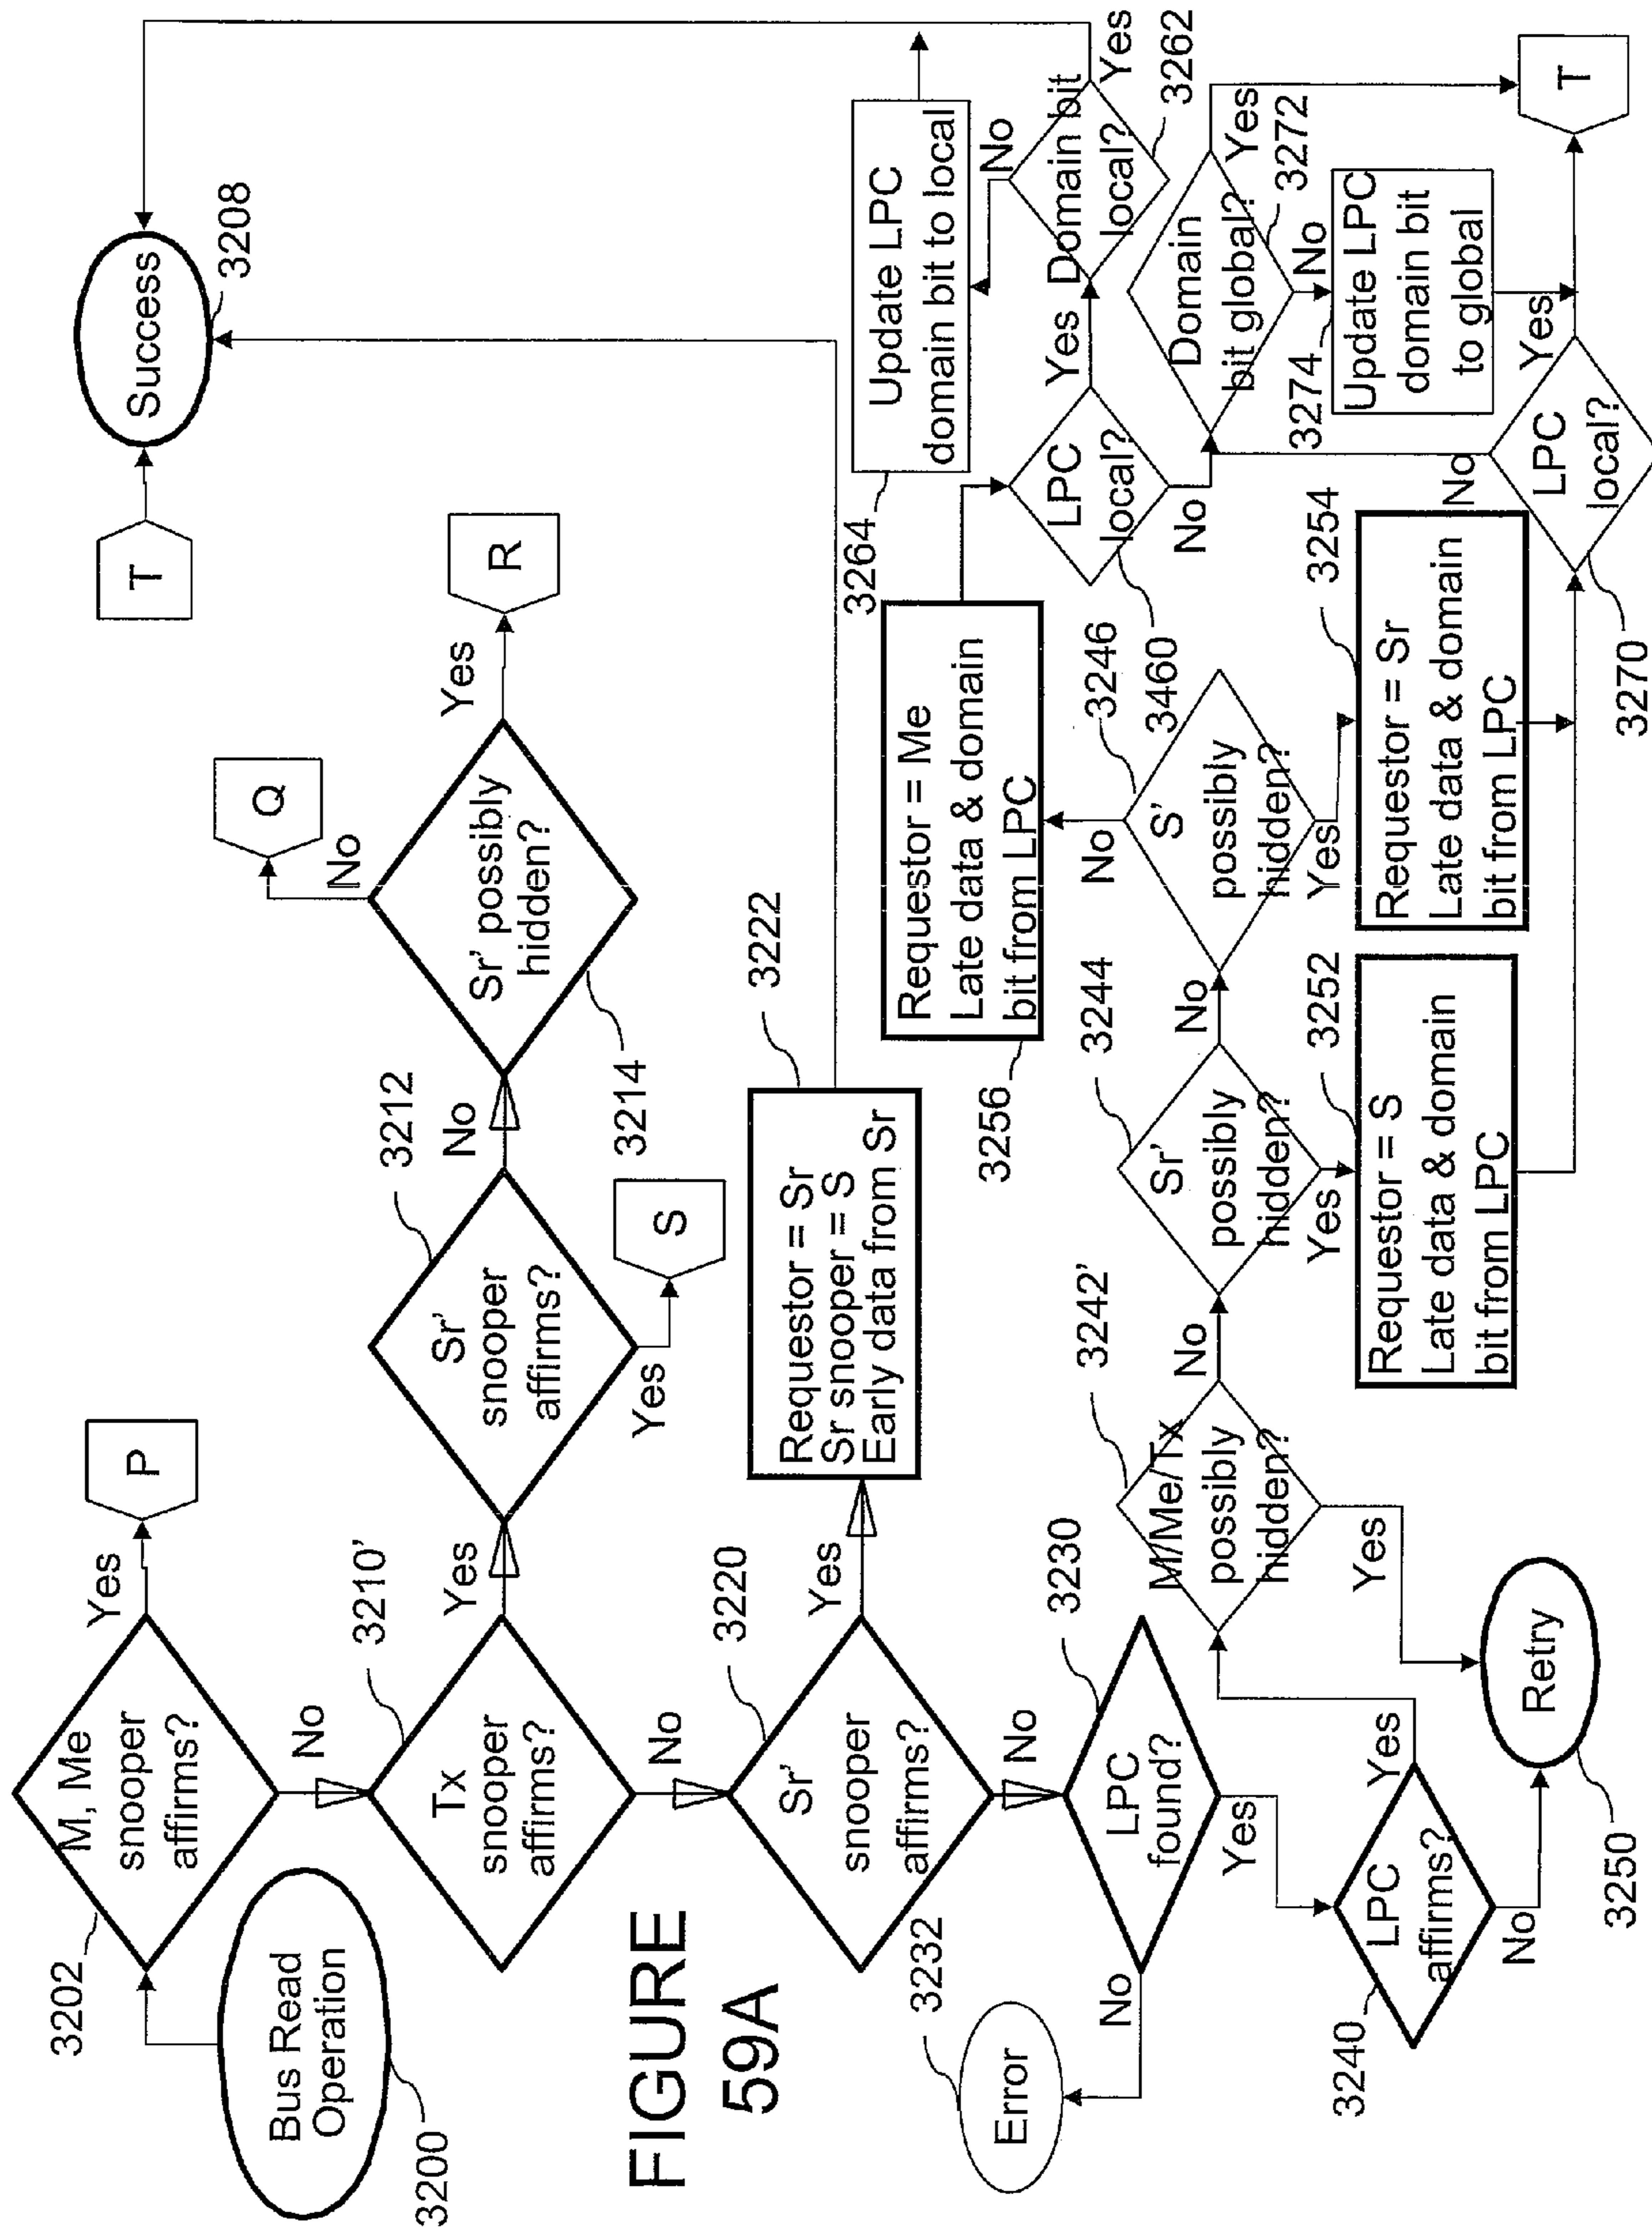 Bus Read
Operation
3200
3202
M, Me
snooper
affirms?
Yes
P
No
3210'
Tx
snooper
affirms?
Yes
No
3212
Sr'
snooper
affirms?
Yes
S
No
3214
Sr' possibly
hidden?
No
Q
Yes
R
T
Success
3208
3220
Sr'
snooper
affirms?
Yes
No
3222
Requestor = Sr
Sr snooper = S
Early data from Sr
3230
LPC
found?
No
Yes
3232
Error
3240
LPC
affirms?
Yes
No
3250
Retry
3242'
M/Me/Tx
possibly
hidden?
Yes
No
3244
Sr'
possibly
hidden?
Yes
No
3246
S'
possibly
hidden?
No
Yes
3252
Requestor = S
Late data & domain
bit from LPC
3254
Requestor = Sr
Late data & domain
bit from LPC
3256
Requestor = Me
Late data & domain
bit from LPC
3460
LPC
local?
Yes
No
3262
Domain bit
local?
No
Yes
3264
Update LPC
domain bit to local
3270
LPC
local?
No
Yes
3272
Domain
bit global?
Yes
No
3274
Update LPC
domain bit
to global
T
FIGURE
59A